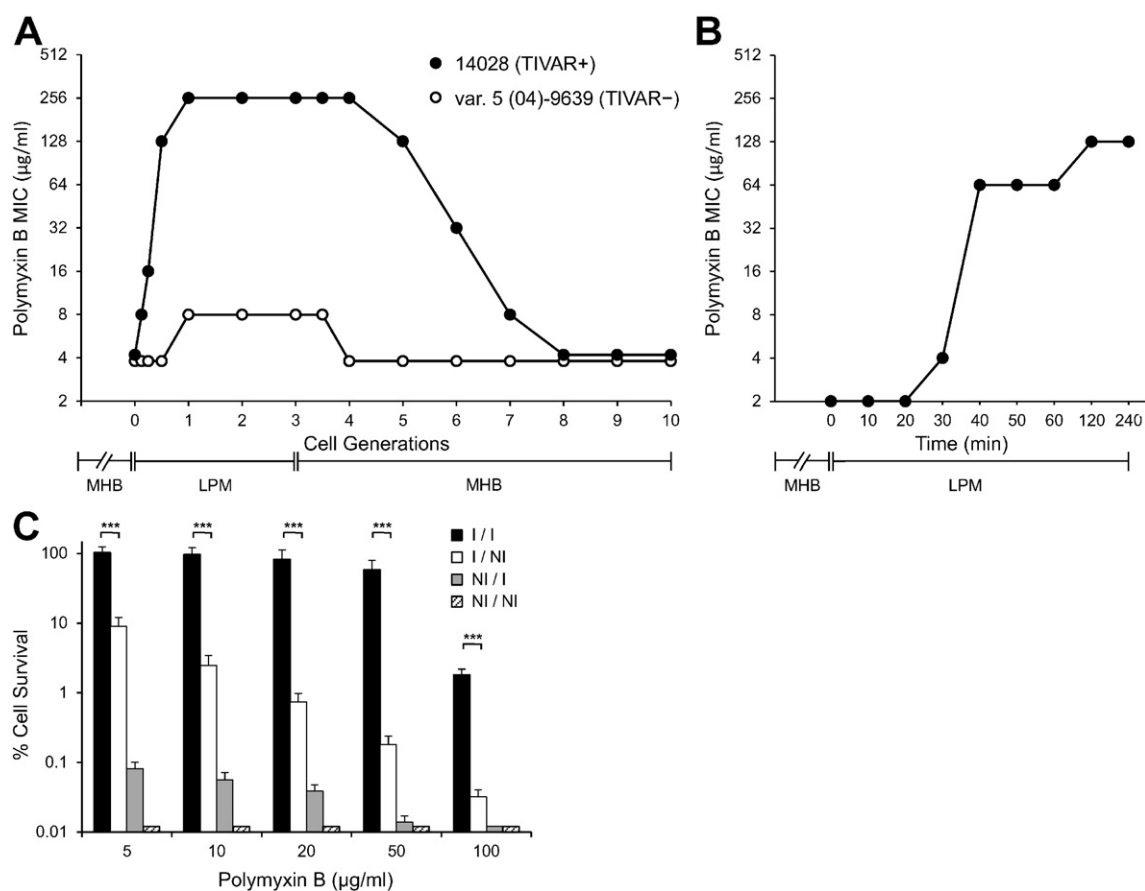 A
512
256
128
64
32
16
8
4
2
Polymyxin B MIC (µg/ml)
14028 (TIVAR+)
var. 5 (04)-9639 (TIVAR−)
0 1 2 3 4 5 6 7 8 9 10
Cell Generations
MHB LPM MHB
B
512
256
128
64
32
16
8
4
2
Polymyxin B MIC (µg/ml)
0 10 20 30 40 50 60 120 240
Time (min)
MHB LPM
C
*** *** *** *** ***
I / I
I / NI
NI / I
NI / NI
100
10
1
0.1
0.01
% Cell Survival
5 10 20 50 100
Polymyxin B (µg/ml)